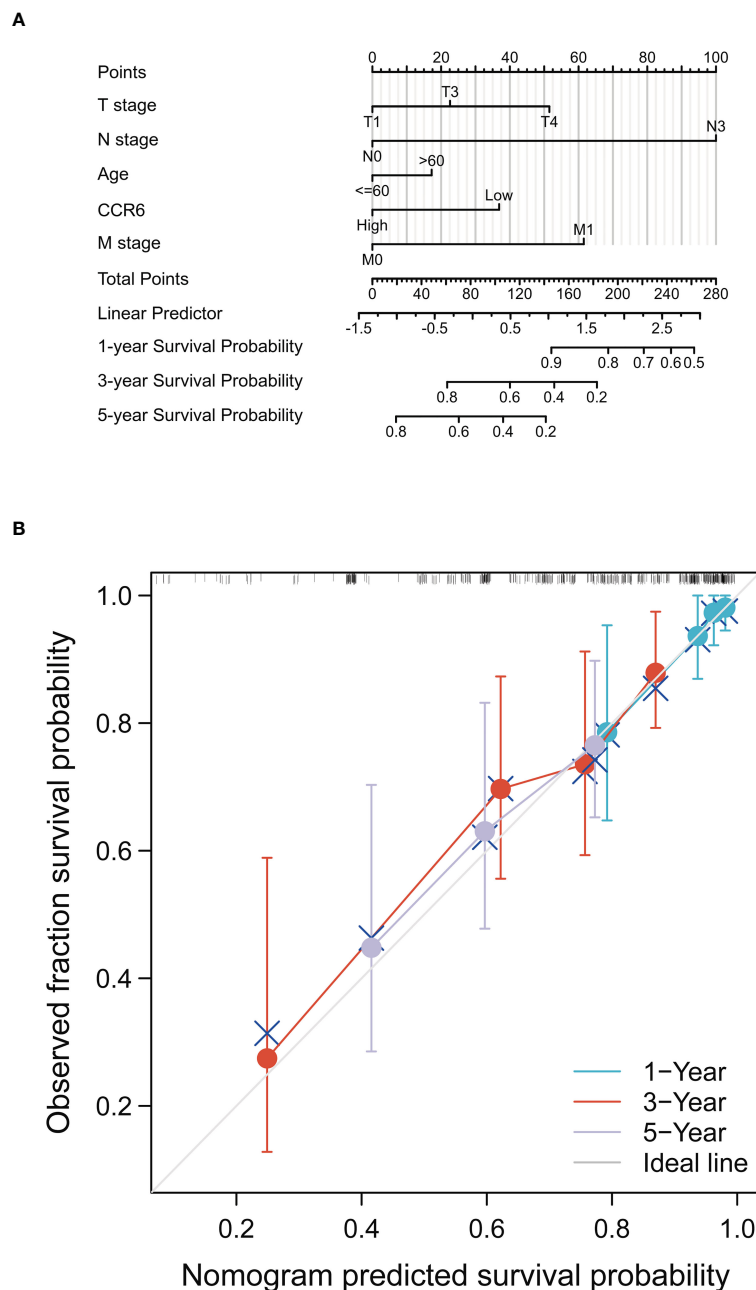 A
Points 0 20 40 60 80 100
T stage T1 T3 T4
N stage N0 N3
Age <=60 >60
CCR6 High Low
M stage M0 M1
Total Points 0 40 80 120 160 200 240 280
Linear Predictor -1.5 -0.5 0.5 1.5 2.5
1-year Survival Probability 0.9 0.8 0.7 0.6 0.5
3-year Survival Probability 0.8 0.6 0.4 0.2
5-year Survival Probability 0.8 0.6 0.4 0.2
B
Observed fraction survival probability
1.0
0.8
0.6
0.4
0.2
1−Year
3−Year
5−Year
Ideal line
0.2 0.4 0.6 0.8 1.0
Nomogram predicted survival probability